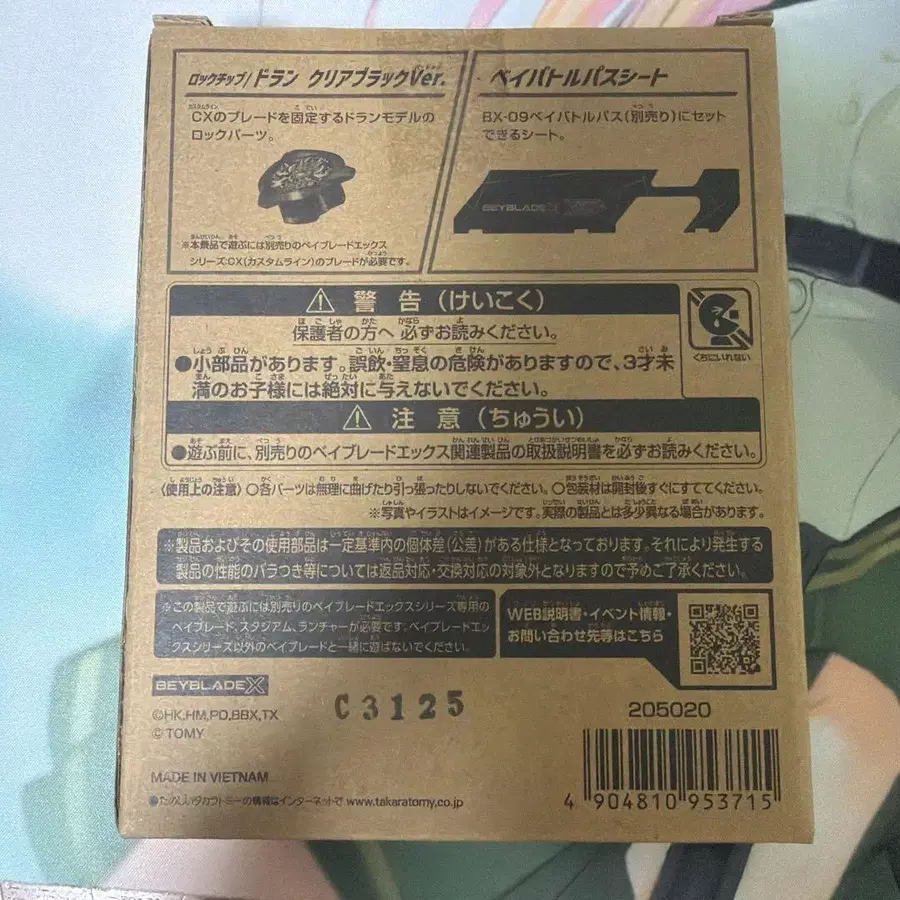 ロックチップ/ドラン クリアブラックVer.
CXのブレードを固定するドランモデルの
ロックパーツ。
※本景品で遊ぶには別売りのベイブレードエックス
シリーズ:CX(カスタムライン)のブレードが必要です。
ベイバトルパスシート
BX-09ベイバトルパス(別売り)にセット
できるシート。
BEYBLADE X
⚠ 警告(けいこく)
保護者の方へ 必ずお読みください。
●小部品があります。誤飲・窒息の危険がありますので、3才未
満のお子様には絶対に与えないでください。
くちにいれない
⚠ 注意(ちゅうい)
●遊ぶ前に、別売りのベイブレードエックス関連製品の取扱説明書を必ずお読みください。
〈使用上の注意〉○各パーツは無理に曲げたり引っ張ったりしないでください。○包装材は開封後すぐにすててください。
※写真やイラストはイメージです。実際の製品とは多少異なる場合があります。
※製品およびその使用部品は一定基準内の個体差(公差)がある仕様となっております。それにより発生する
製品の性能のバラつき等については返品対応・交換対応の対象外となりますので予めご了承ください。
※この製品で遊ぶには別売りのベイブレードエックスシリーズ専用の
ベイブレード、スタジアム、ランチャーが必要です。ベイブレードエッ
クスシリーズ以外のベイブレードと一緒に遊ばないでください。
WEB説明書・イベント情報・
お問い合わせ先等はこちら
BEYBLADE X
©HK,HM,PD,BBX,TX
© TOMY
C3125
205020
MADE IN VIETNAM
●たのしいタカラトミーの情報はインターネットで www.takaratomy.co.jp
4 904810 953715